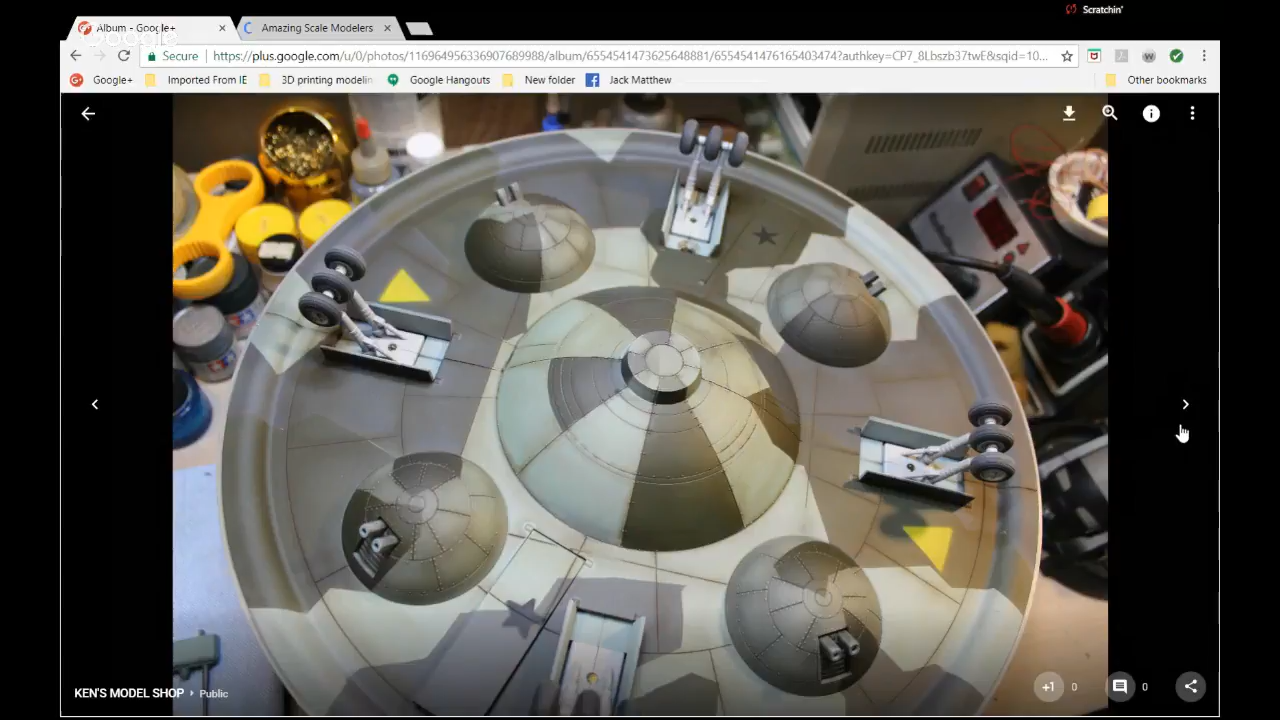 Scratchin'
Album - Google+
Amazing Scale Modelers
Google
Secure
https://plus.google.com/u/0/photos/116964956336907689988/album/6554541473625648881/6554541476165403474?authkey=CP7_8Lbszb37twE&sqid=10...
Google+
Imported From IE
3D printing modelin
Google Hangouts
New folder
Jack Matthew
Other bookmarks
KEN'S MODEL SHOP
Public
+1
0
0